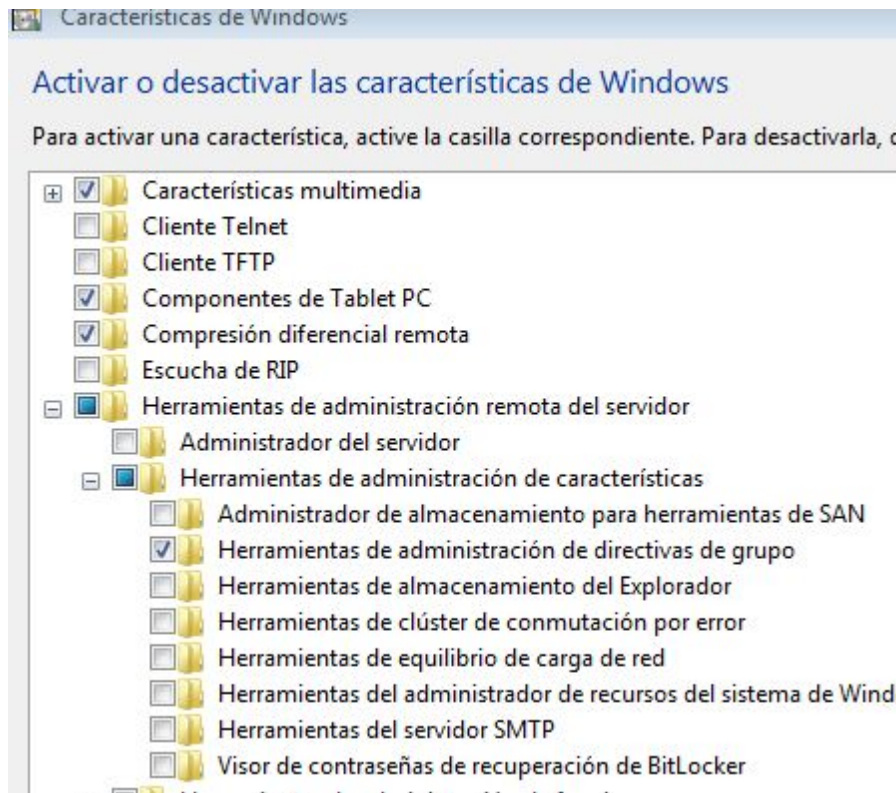 Características de Windows
Activar o desactivar las características de Windows
Para activar una característica, active la casilla correspondiente. Para desactivarla,
Características multimedia
Cliente Telnet
Cliente TFTP
Componentes de Tablet PC
Compresión diferencial remota
Escucha de RIP
Herramientas de administración remota del servidor
Administrador del servidor
Herramientas de administración de características
Administrador de almacenamiento para herramientas de SAN
Herramientas de administración de directivas de grupo
Herramientas de almacenamiento del Explorador
Herramientas de clúster de conmutación por error
Herramientas de equilibrio de carga de red
Herramientas del administrador de recursos del sistema de Wind
Herramientas del servidor SMTP
Visor de contraseñas de recuperación de BitLocker